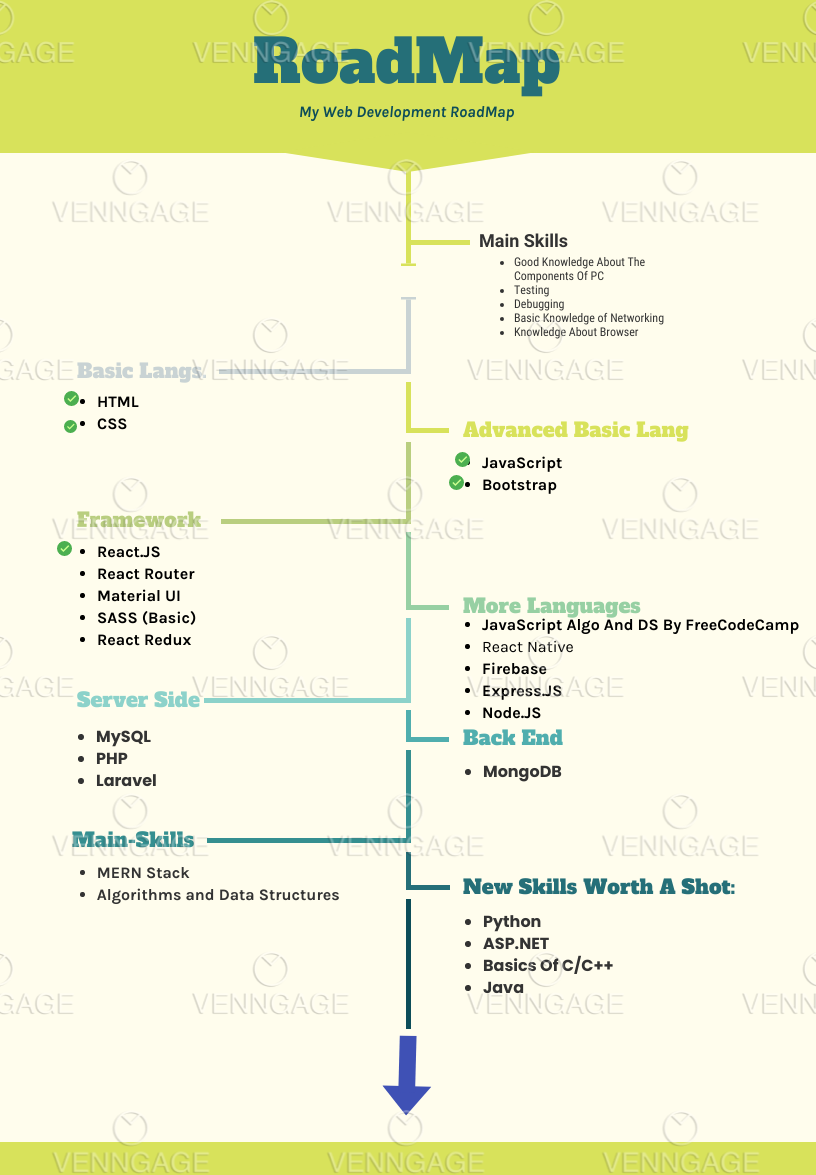 RoadMap
My Web Development RoadMap
Main Skills
Good Knowledge About The
Components Of PC
Testing
Debugging
Basic Knowledge of Networking
Knowledge About Browser
Basic Langs.
HTML
CSS
Advanced Basic Lang
JavaScript
Bootstrap
Framework
React.JS
React Router
Material UI
SASS (Basic)
React Redux
More Languages
JavaScript Algo And DS By FreeCodeCamp
React Native
Firebase
Express.JS
Node.JS
Server Side
MySQL
PHP
Laravel
Back End
MongoDB
Main-Skills
MERN Stack
Algorithms and Data Structures
New Skills Worth A Shot:
Python
ASP.NET
Basics Of C/C++
Java
VENNGAGE